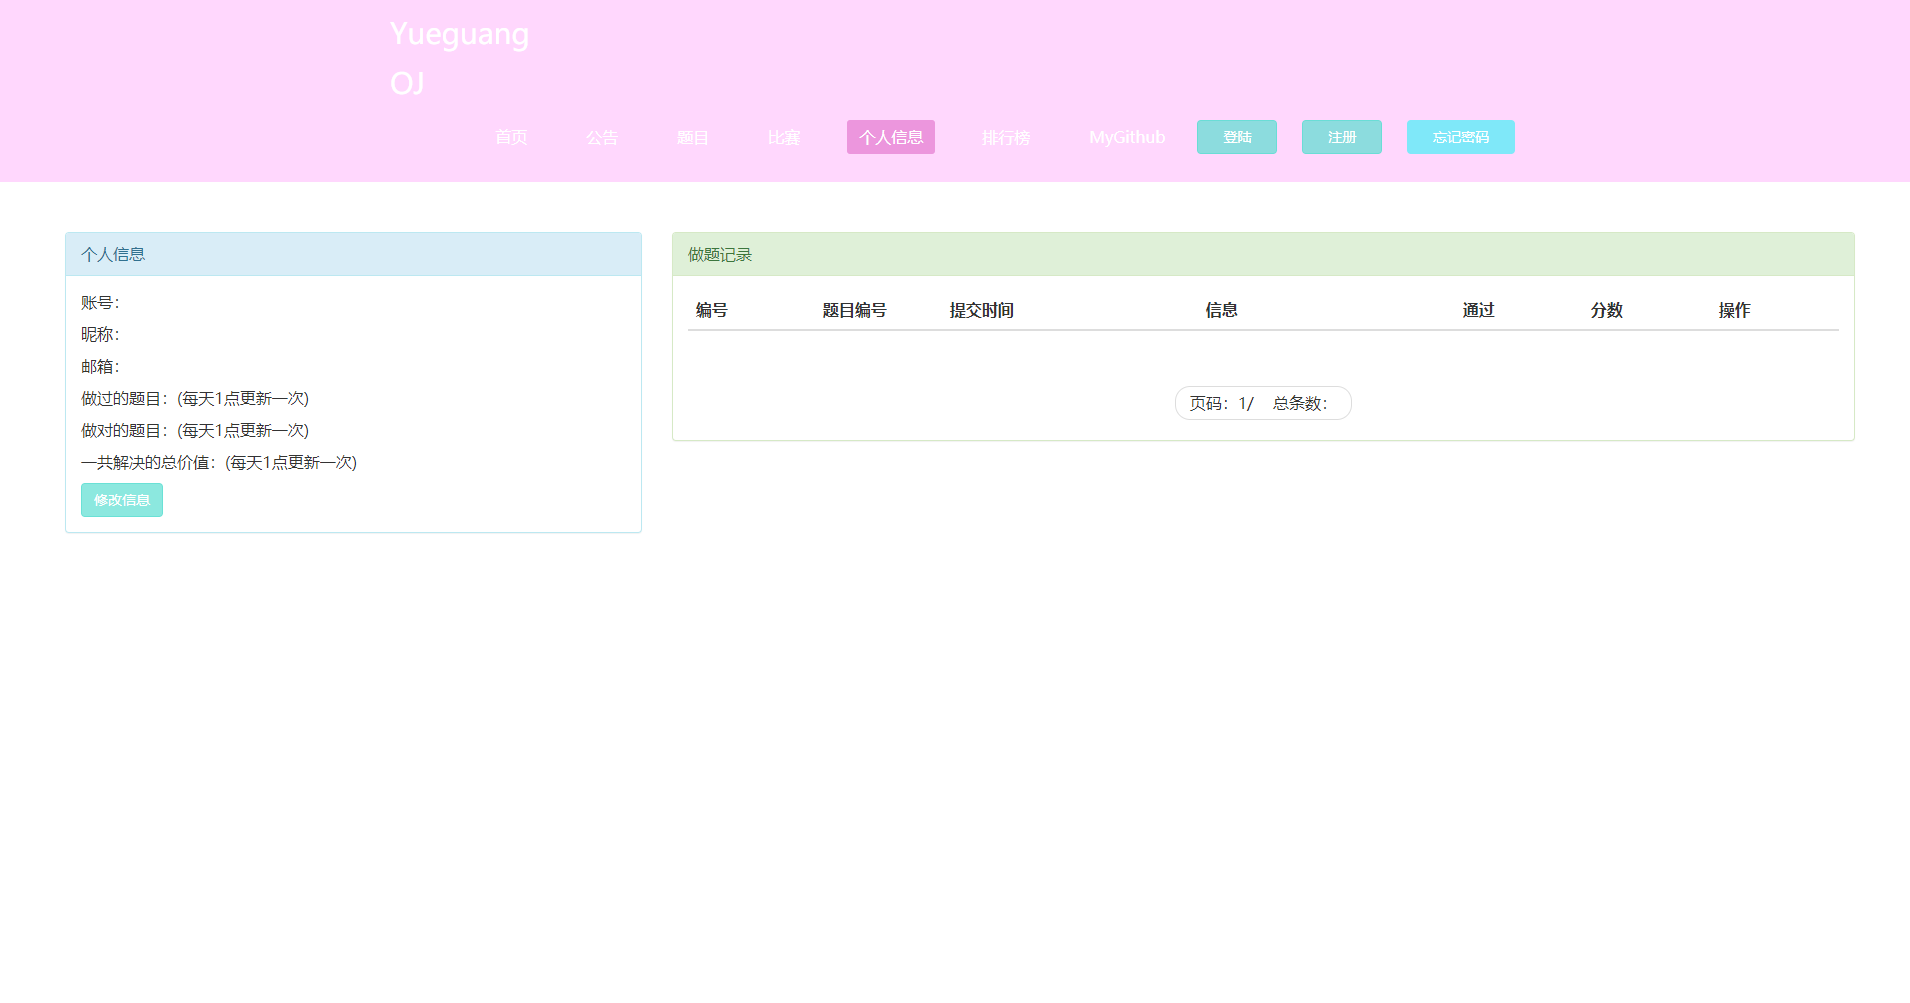 Yueguang
OJ
首页 公告 题目 比赛 个人信息 排行榜 MyGithub 登陆 注册 忘记密码
个人信息
账号：
昵称：
邮箱：
做过的题目：(每天1点更新一次)
做对的题目：(每天1点更新一次)
一共解决的总价值：(每天1点更新一次)
修改信息
做题记录
编号 题目编号 提交时间 信息 通过 分数 操作
页码：1/ 总条数：